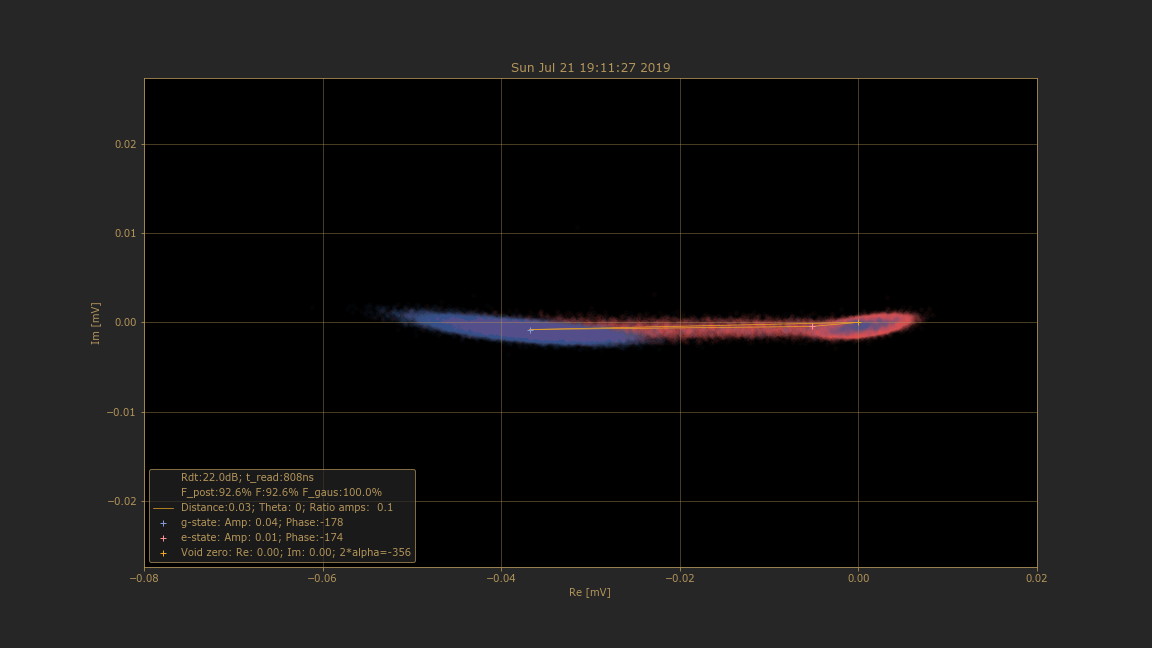 Sun Jul 21 19:11:27 2019
Im [mV]
0.02
0.01
0.00
−0.01
−0.02
Rdt:22.0dB; t_read:808ns
F_post:92.6% F:92.6% F_gaus:100.0%
Distance:0.03; Theta: 0; Ratio amps: 0.1
g-state: Amp: 0.04; Phase:-178
e-state: Amp: 0.01; Phase:-174
Void zero: Re: 0.00; Im: 0.00; 2*alpha=-356
−0.08 −0.06 −0.04 −0.02 0.00 0.02
Re [mV]